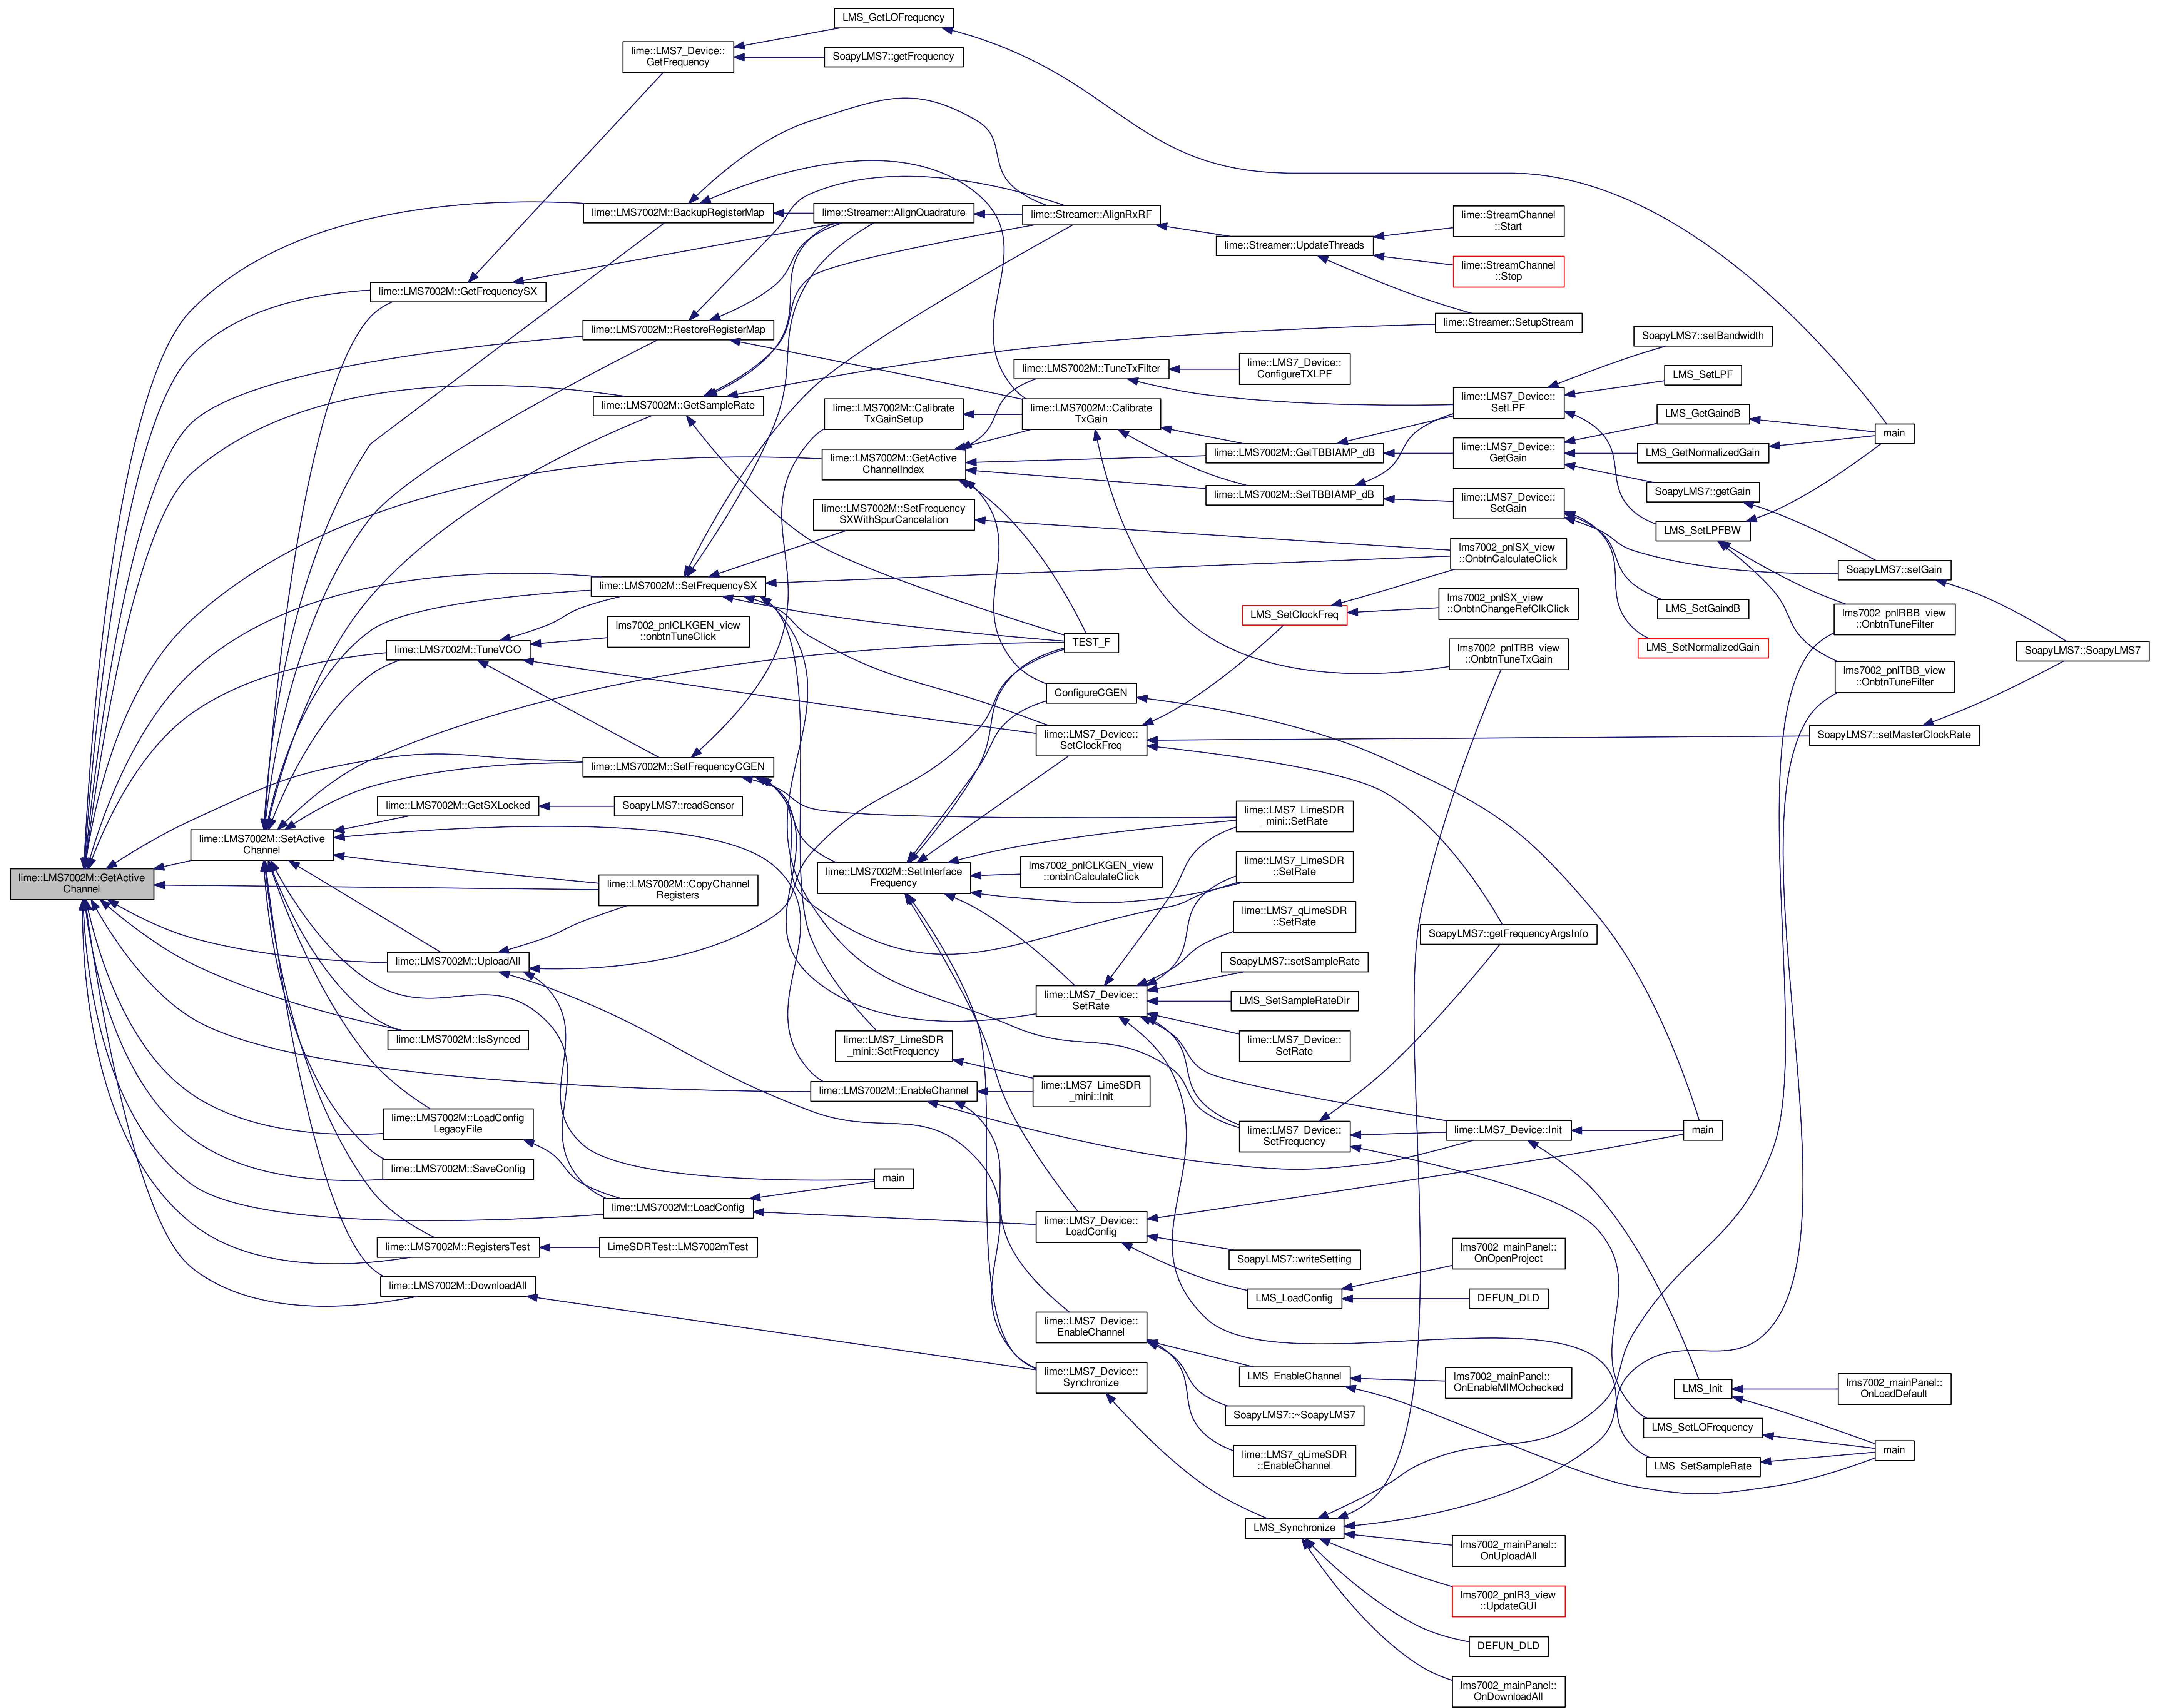 LMS_GetLOFrequency
lime::LMS7_Device::
GetFrequency
SoapyLMS7::getFrequency
lime::LMS7002M::BackupRegisterMap
lime::Streamer::AlignQuadrature
lime::Streamer::AlignRxRF
lime::StreamChannel
::Start
lime::Streamer::UpdateThreads
lime::StreamChannel
::Stop
lime::LMS7002M::GetFrequencySX
lime::LMS7002M::RestoreRegisterMap
lime::Streamer::SetupStream
SoapyLMS7::setBandwidth
lime::LMS7002M::TuneTxFilter
lime::LMS7_Device::
ConfigureTXLPF
LMS_SetLPF
lime::LMS7002M::GetSampleRate
lime::LMS7002M::Calibrate
TxGainSetup
lime::LMS7002M::Calibrate
TxGain
lime::LMS7_Device::
SetLPF
LMS_GetGaindB
main
lime::LMS7002M::GetActive
ChannelIndex
lime::LMS7002M::GetTBBIAMP_dB
lime::LMS7_Device::
GetGain
LMS_GetNormalizedGain
lime::LMS7002M::SetTBBIAMP_dB
lime::LMS7_Device::
SetGain
SoapyLMS7::getGain
lime::LMS7002M::SetFrequency
SXWithSpurCancelation
LMS_SetLPFBW
lms7002_pnlSX_view
::OnbtnCalculateClick
SoapyLMS7::setGain
lime::LMS7002M::SetFrequencySX
lms7002_pnlSX_view
::OnbtnChangeRefClkClick
LMS_SetGaindB
LMS_SetClockFreq
lms7002_pnlRBB_view
::OnbtnTuneFilter
lms7002_pnlCLKGEN_view
::onbtnTuneClick
lime::LMS7002M::TuneVCO
TEST_F
LMS_SetNormalizedGain
SoapyLMS7::SoapyLMS7
lms7002_pnlTBB_view
::OnbtnTuneTxGain
lms7002_pnlTBB_view
::OnbtnTuneFilter
ConfigureCGEN
lime::LMS7_Device::
SetClockFreq
SoapyLMS7::setMasterClockRate
lime::LMS7002M::SetFrequencyCGEN
lime::LMS7002M::GetSXLocked
SoapyLMS7::readSensor
lime::LMS7_LimeSDR
_mini::SetRate
lime::LMS7002M::SetActive
Channel
lime::LMS7002M::GetActive
Channel
lime::LMS7002M::CopyChannel
Registers
lime::LMS7002M::SetInterface
Frequency
lms7002_pnlCLKGEN_view
::onbtnCalculateClick
lime::LMS7_LimeSDR
::SetRate
lime::LMS7_qLimeSDR
::SetRate
SoapyLMS7::getFrequencyArgsInfo
lime::LMS7002M::UploadAll
SoapyLMS7::setSampleRate
lime::LMS7_Device::
SetRate
LMS_SetSampleRateDir
lime::LMS7002M::IsSynced
lime::LMS7_LimeSDR
_mini::SetFrequency
lime::LMS7_Device::
SetRate
lime::LMS7002M::EnableChannel
lime::LMS7_LimeSDR
_mini::Init
lime::LMS7002M::LoadConfig
LegacyFile
lime::LMS7_Device::
SetFrequency
lime::LMS7_Device::Init
main
lime::LMS7002M::SaveConfig
main
lime::LMS7002M::LoadConfig
lime::LMS7_Device::
LoadConfig
lime::LMS7002M::RegistersTest
LimeSDRTest::LMS7002mTest
SoapyLMS7::writeSetting
lms7002_mainPanel::
OnOpenProject
lime::LMS7002M::DownloadAll
LMS_LoadConfig
DEFUN_DLD
lime::LMS7_Device::
EnableChannel
lime::LMS7_Device::
Synchronize
LMS_EnableChannel
lms7002_mainPanel::
OnEnableMIMOchecked
LMS_Init
lms7002_mainPanel::
OnLoadDefault
SoapyLMS7::~SoapyLMS7
LMS_SetLOFrequency
lime::LMS7_qLimeSDR
::EnableChannel
main
LMS_SetSampleRate
LMS_Synchronize
lms7002_mainPanel::
OnUploadAll
lms7002_pnlR3_view
::UpdateGUI
DEFUN_DLD
lms7002_mainPanel::
OnDownloadAll